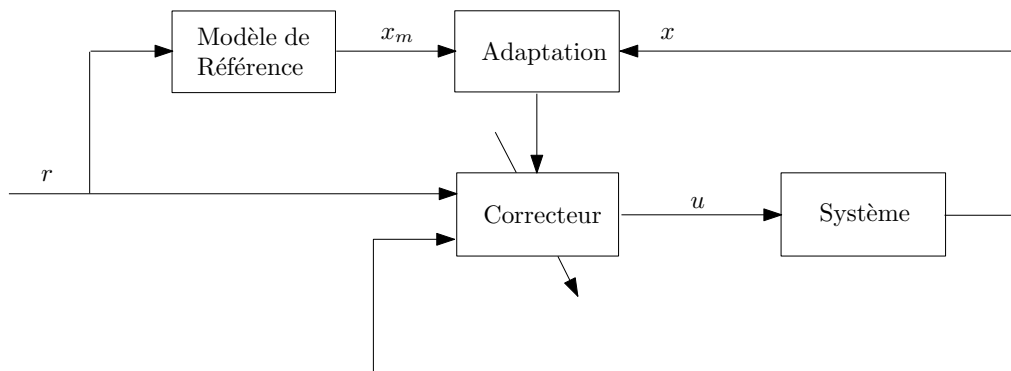 Modèle de
Référence
x_m
Adaptation
x
r
Correcteur
u
Système